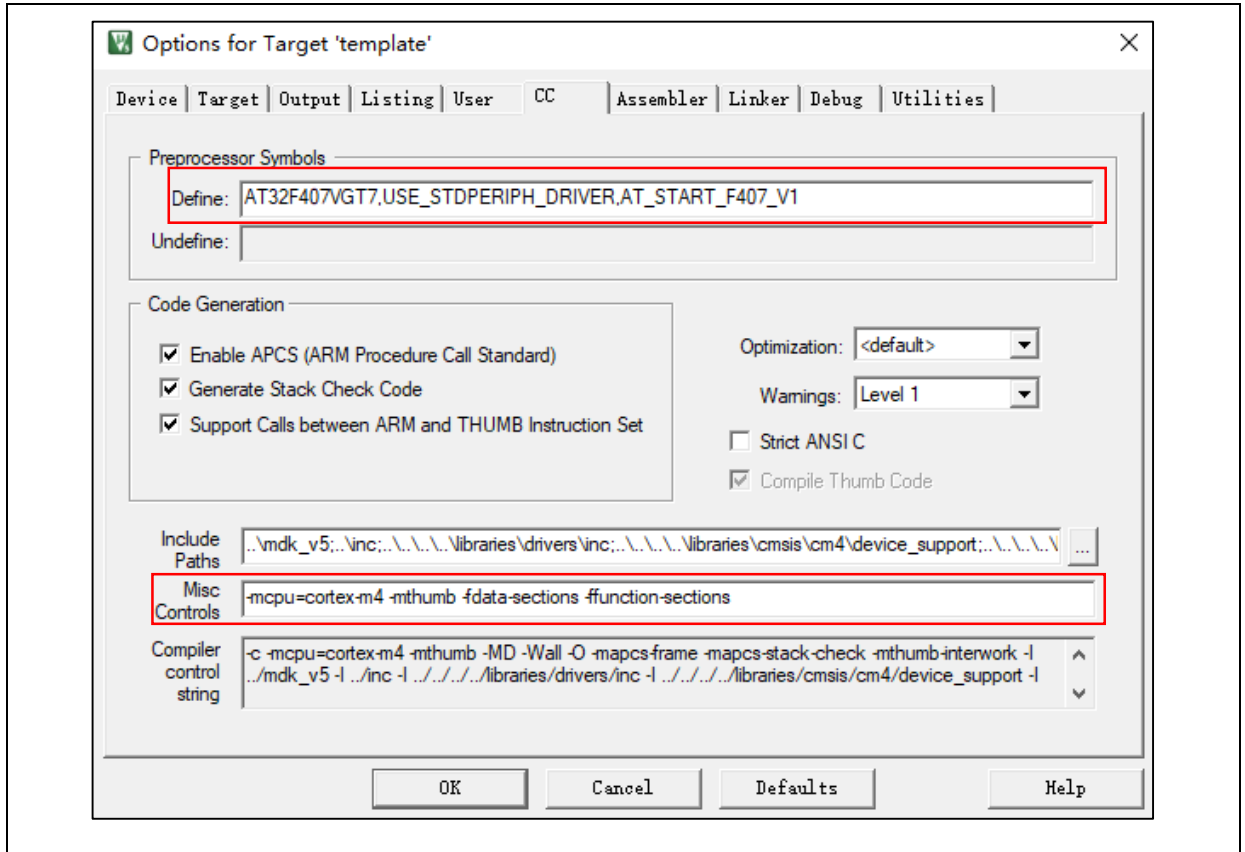 Options for Target 'template'
Device Target Output Listing User CC Assembler Linker Debug Utilities
Preprocessor Symbols
Define: AT32F407VGT7,USE_STDPERIPH_DRIVER,AT_START_F407_V1
Undefine:
Code Generation
Enable APCS (ARM Procedure Call Standard)
Generate Stack Check Code
Support Calls between ARM and THUMB Instruction Set
Optimization: <default>
Warnings: Level 1
Strict ANSI C
Compile Thumb Code
Include Paths ..\mdk_v5;..\inc;..\..\..\..\libraries\drivers\inc;..\..\..\..\libraries\cmsis\cm4\device_support;..\..\..\..\ ...
Misc Controls -mcpu=cortex-m4 -mthumb -fdata-sections -ffunction-sections
Compiler control string -c -mcpu=cortex-m4 -mthumb -MD -Wall -O -mapcs-frame -mapcs-stack-check -mthumb-interwork -I
../mdk_v5 -I ../inc -I ../../../../libraries/drivers/inc -I ../../../../libraries/cmsis/cm4/device_support -I
OK Cancel Defaults Help